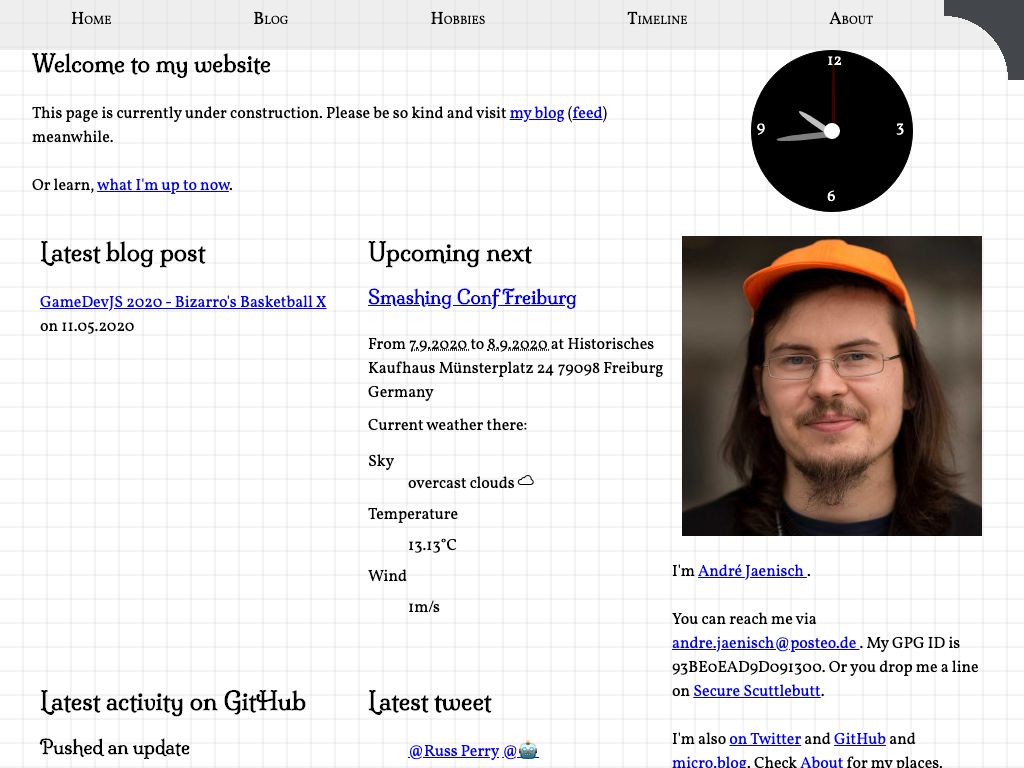 Home Blog Hobbies Timeline About
Welcome to my website
This page is currently under construction. Please be so kind and visit my blog (feed)
meanwhile.
Or learn, what I'm up to now.
12
9 3
6
Latest blog post
GameDevJS 2020 - Bizarro's Basketball X
on 11.05.2020
Upcoming next
Smashing Conf Freiburg
From 7.9.2020 to 8.9.2020 at Historisches
Kaufhaus Münsterplatz 24 79098 Freiburg
Germany
Current weather there:
Sky
overcast clouds
Temperature
13.13°C
Wind
1m/s
I'm André Jaenisch .
You can reach me via
andre.jaenisch@posteo.de . My GPG ID is
93BE0EAD9D091300. Or you drop me a line
on Secure Scuttlebutt.
I'm also on Twitter and GitHub and
micro.blog. Check About for my places.
Latest activity on GitHub
Pushed an update
Latest tweet
@Russ Perry @🤖